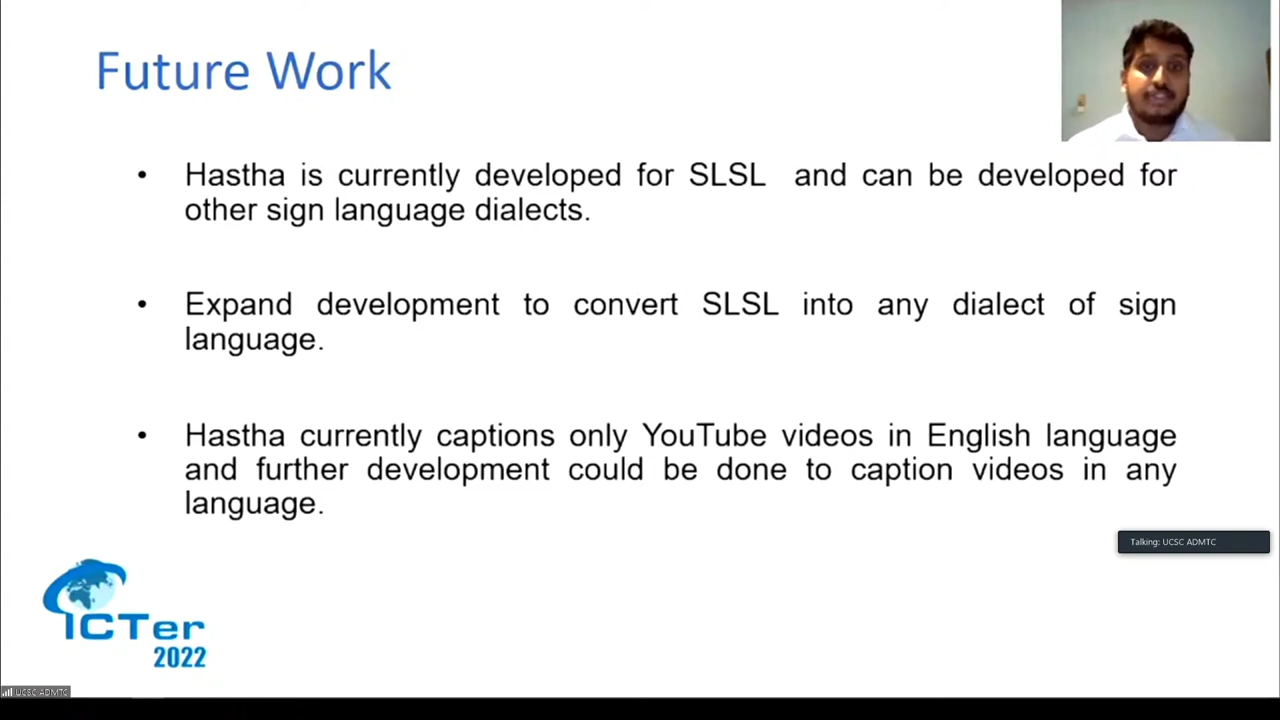 Future Work
• Hastha is currently developed for SLSL and can be developed for
other sign language dialects.
• Expand development to convert SLSL into any dialect of sign
language.
• Hastha currently captions only YouTube videos in English language
and further development could be done to caption videos in any
language.
Talking: UCSC ADMTC
ICTer
2022
UCSC ADMTC